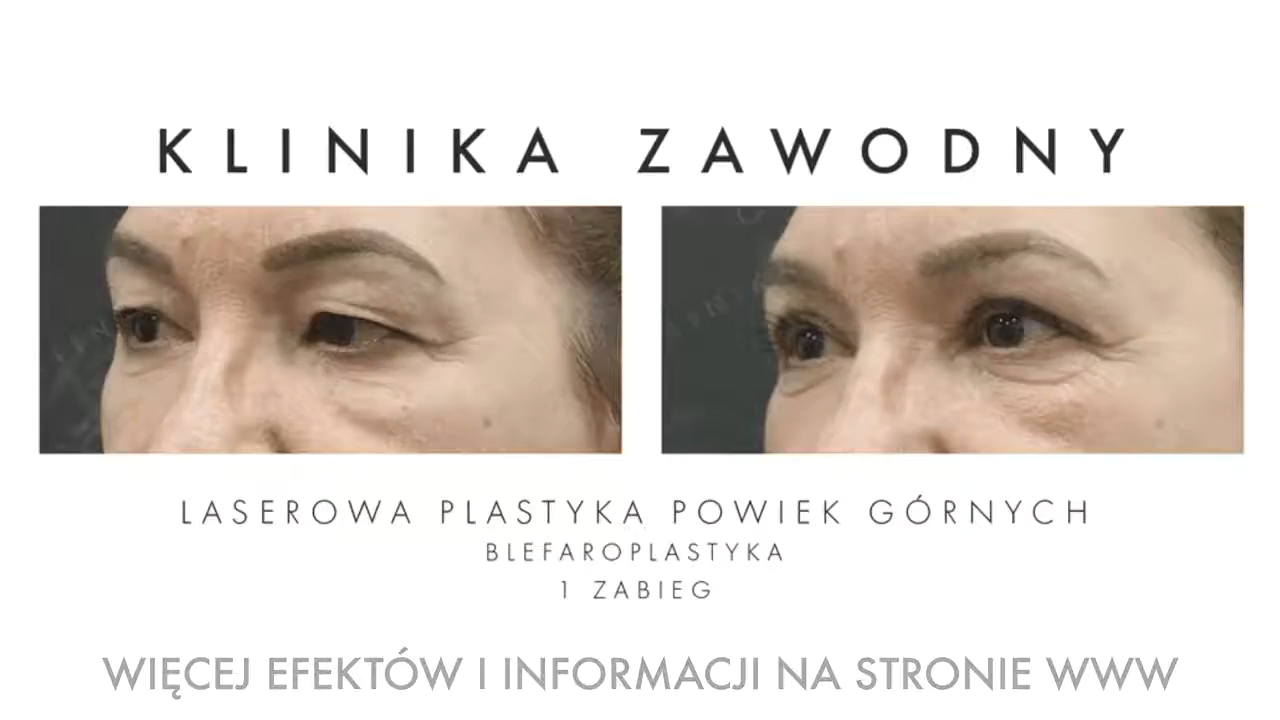 KLINIKA ZAWODNY
LASEROWA PLASTYKA POWIEK GÓRNYCH
BLEFAROPLASTYKA
1 ZABIEG
WIĘCEJ EFEKTÓW I INFORMACJI NA STRONIE WWW